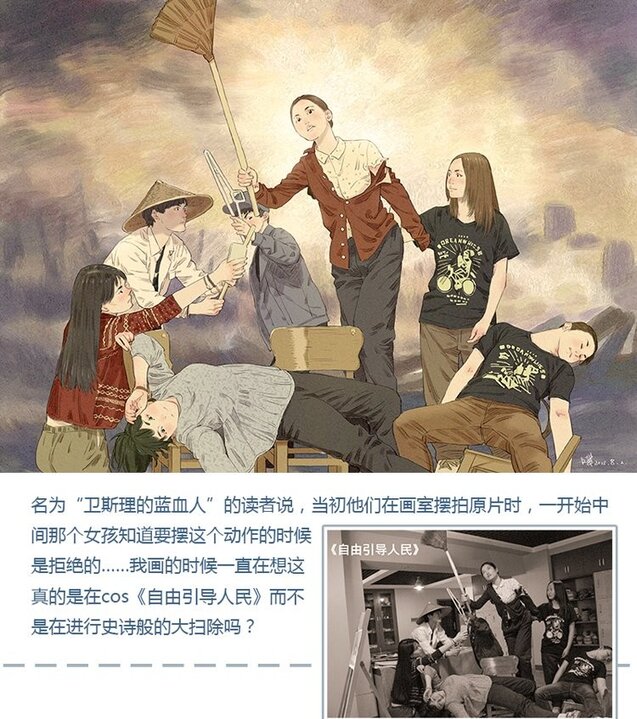 名为“卫斯理的蓝血人”的读者说，当初他们在画室摆拍原片时，一开始中
间那个女孩知道要摆这个动作的时候
是拒绝的……我画的时候一直在想这
真的是在cos《自由引导人民》而不
是在进行史诗般的大扫除吗？
《自由引导人民》